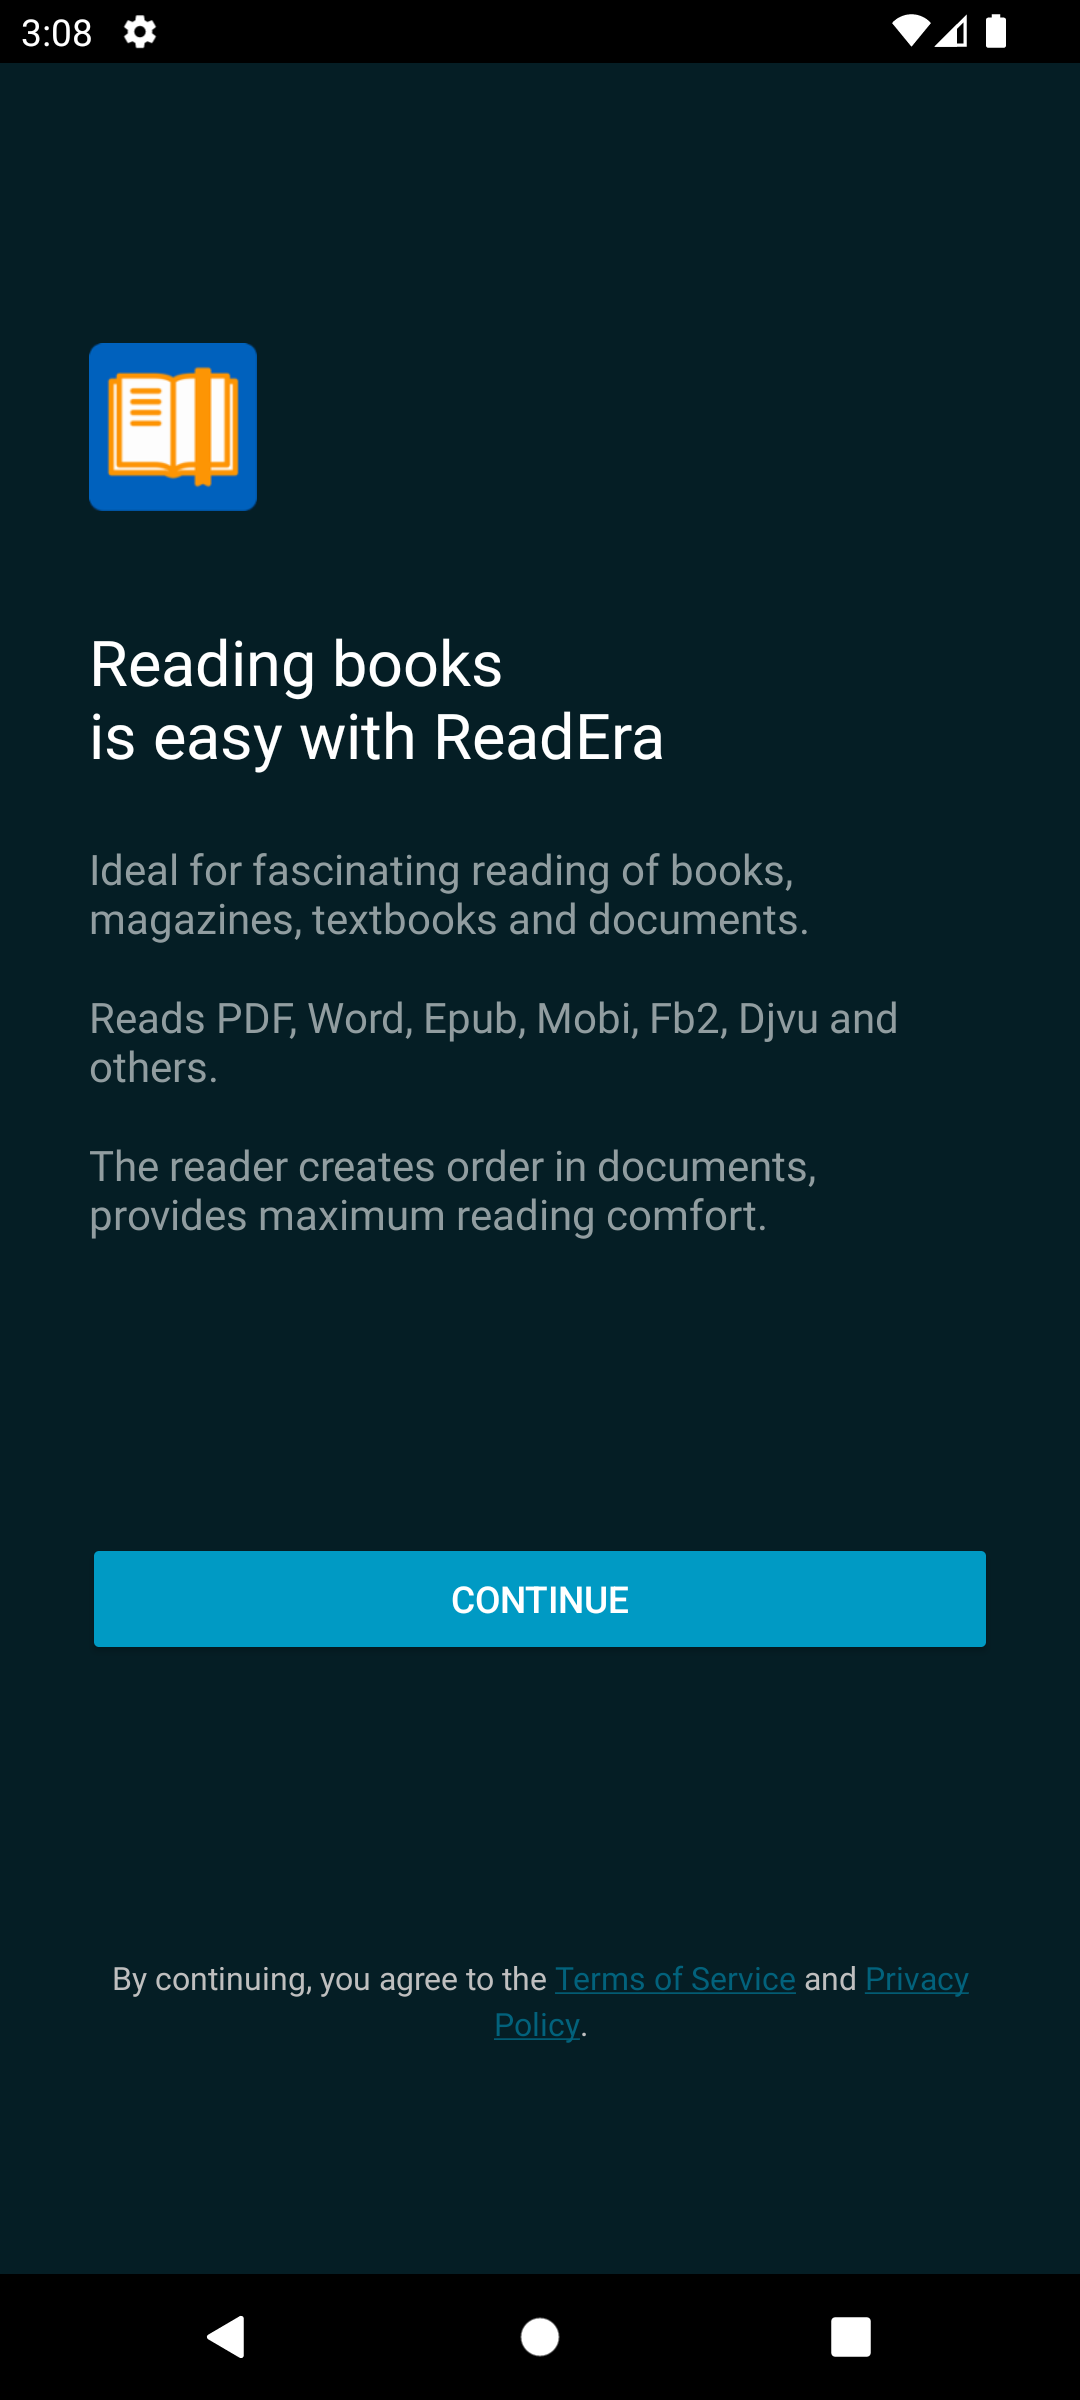 3:08
Reading books
is easy with ReadEra
Ideal for fascinating reading of books,
magazines, textbooks and documents.
Reads PDF, Word, Epub, Mobi, Fb2, Djvu and
others.
The reader creates order in documents,
provides maximum reading comfort.
CONTINUE
By continuing, you agree to the Terms of Service and Privacy
Policy.